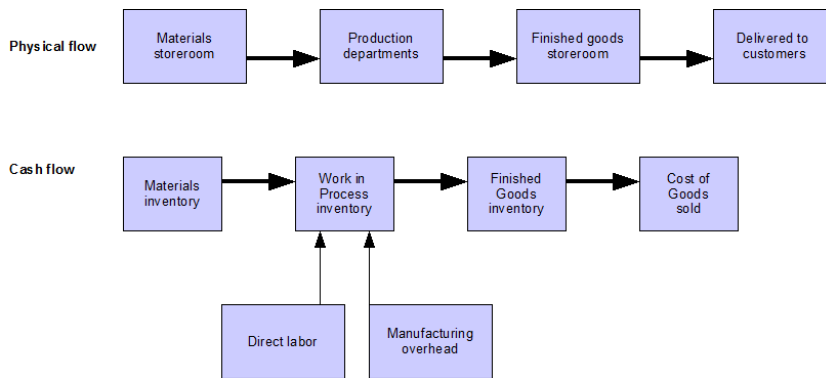 Physical flow
Materials
storeroom
Production
departments
Finished goods
storeroom
Delivered to
customers
Cash flow
Materials
inventory
Work in
Process
inventory
Finished
Goods
inventory
Cost of
Goods
sold
Direct labor
Manufacturing
overhead